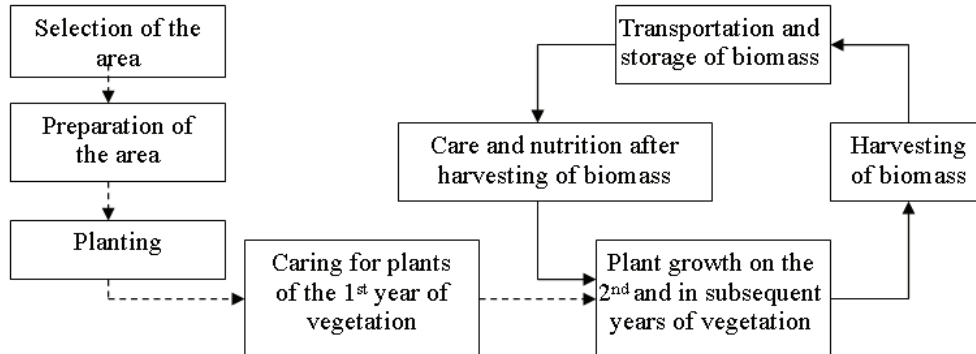 Selection of the
area
Preparation of
the area
Planting
Caring for plants
of the 1st year of
vegetation
Plant growth on the
2nd and in subsequent
years of vegetation
Harvesting
of biomass
Transportation and
storage of biomass
Care and nutrition after
harvesting of biomass